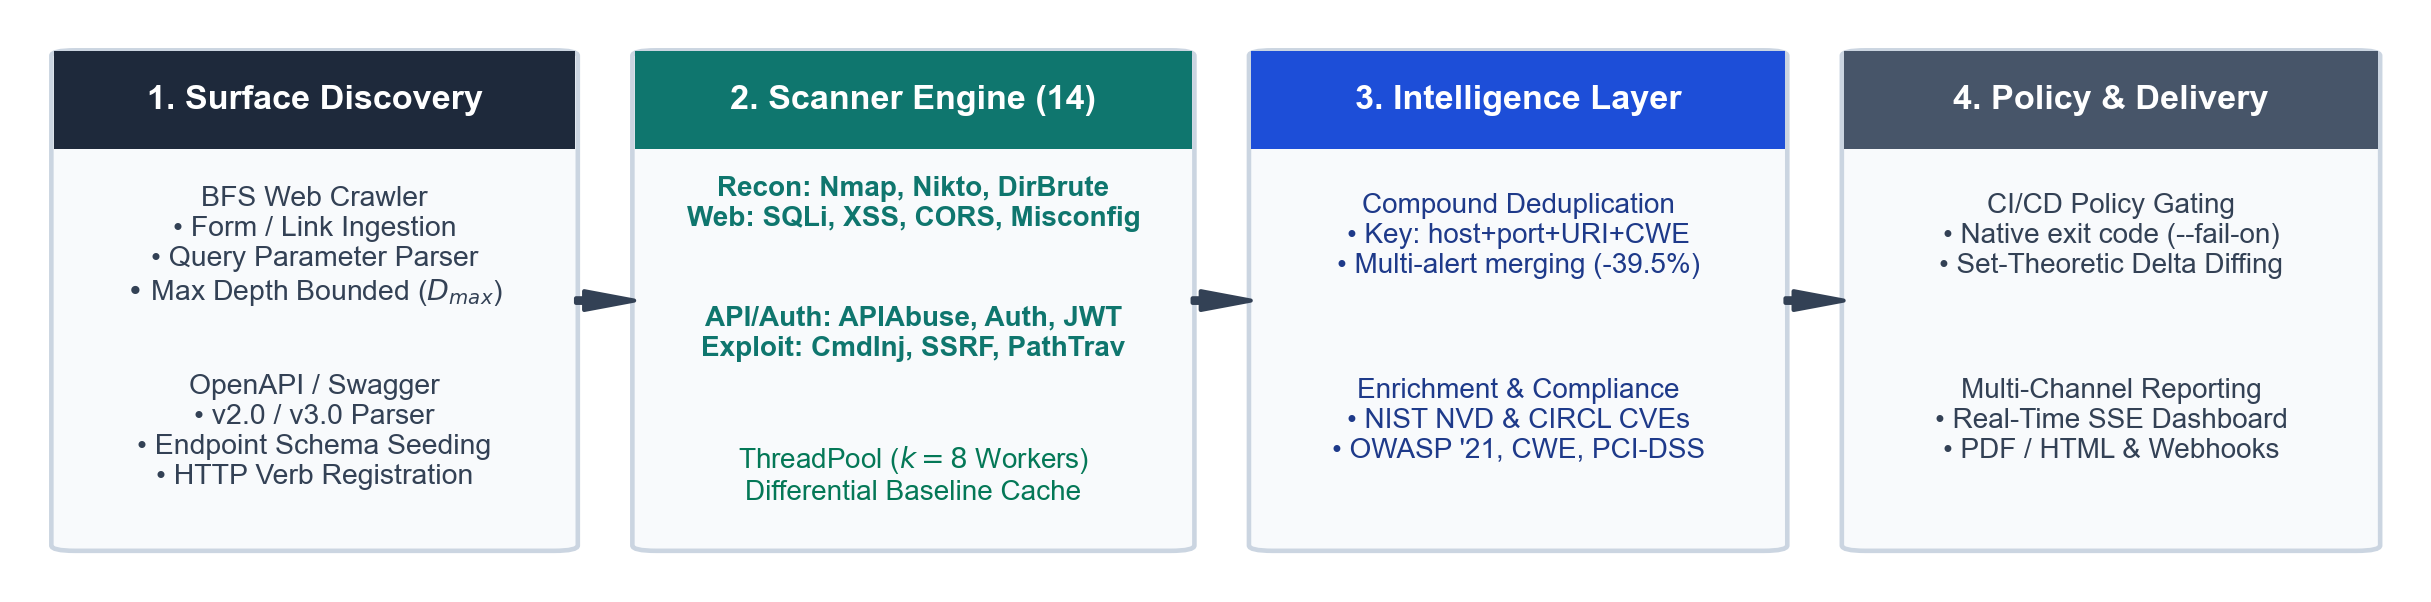 1. Surface Discovery
BFS Web Crawler
• Form / Link Ingestion
• Query Parameter Parser
• Max Depth Bounded (Dmax)
OpenAPI / Swagger
• v2.0 / v3.0 Parser
• Endpoint Schema Seeding
• HTTP Verb Registration
2. Scanner Engine (14)
Recon: Nmap, Nikto, DirBrute
Web: SQLi, XSS, CORS, Misconfig
API/Auth: APIAbuse, Auth, JWT
Exploit: CmdInj, SSRF, PathTrav
ThreadPool (k = 8 Workers)
Differential Baseline Cache
3. Intelligence Layer
Compound Deduplication
• Key: host+port+URI+CWE
• Multi-alert merging (-39.5%)
Enrichment & Compliance
• NIST NVD & CIRCL CVEs
• OWASP '21, CWE, PCI-DSS
4. Policy & Delivery
CI/CD Policy Gating
• Native exit code (--fail-on)
• Set-Theoretic Delta Diffing
Multi-Channel Reporting
• Real-Time SSE Dashboard
• PDF / HTML & Webhooks